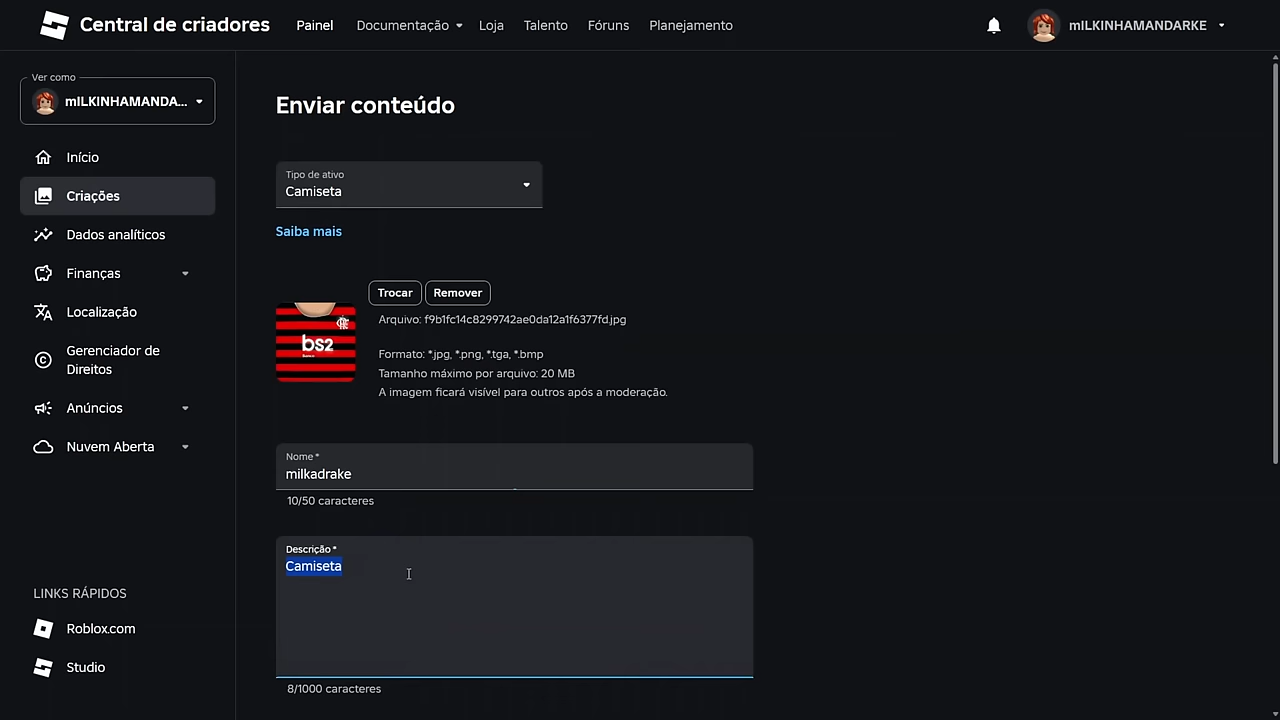 Central de criadores
Painel
Documentação
Loja
Talento
Fóruns
Planejamento
mILKINHAMANDARKE
Ver como
mILKINHAMANDA...
Início
Criações
Dados analíticos
Finanças
Localização
Gerenciador de
Direitos
Anúncios
Nuvem Aberta
LINKS RÁPIDOS
Roblox.com
Studio
Enviar conteúdo
Tipo de ativo
Camiseta
Saiba mais
Trocar
Remover
bs2
Arquivo: f9b1fc14c8299742ae0da12a1f6377fd.jpg
Formato: *.jpg, *.png, *.tga, *.bmp
Tamanho máximo por arquivo: 20 MB
A imagem ficará visível para outros após a moderação.
Nome *
milkadrake
10/50 caracteres
Descrição *
Camiseta
8/1000 caracteres